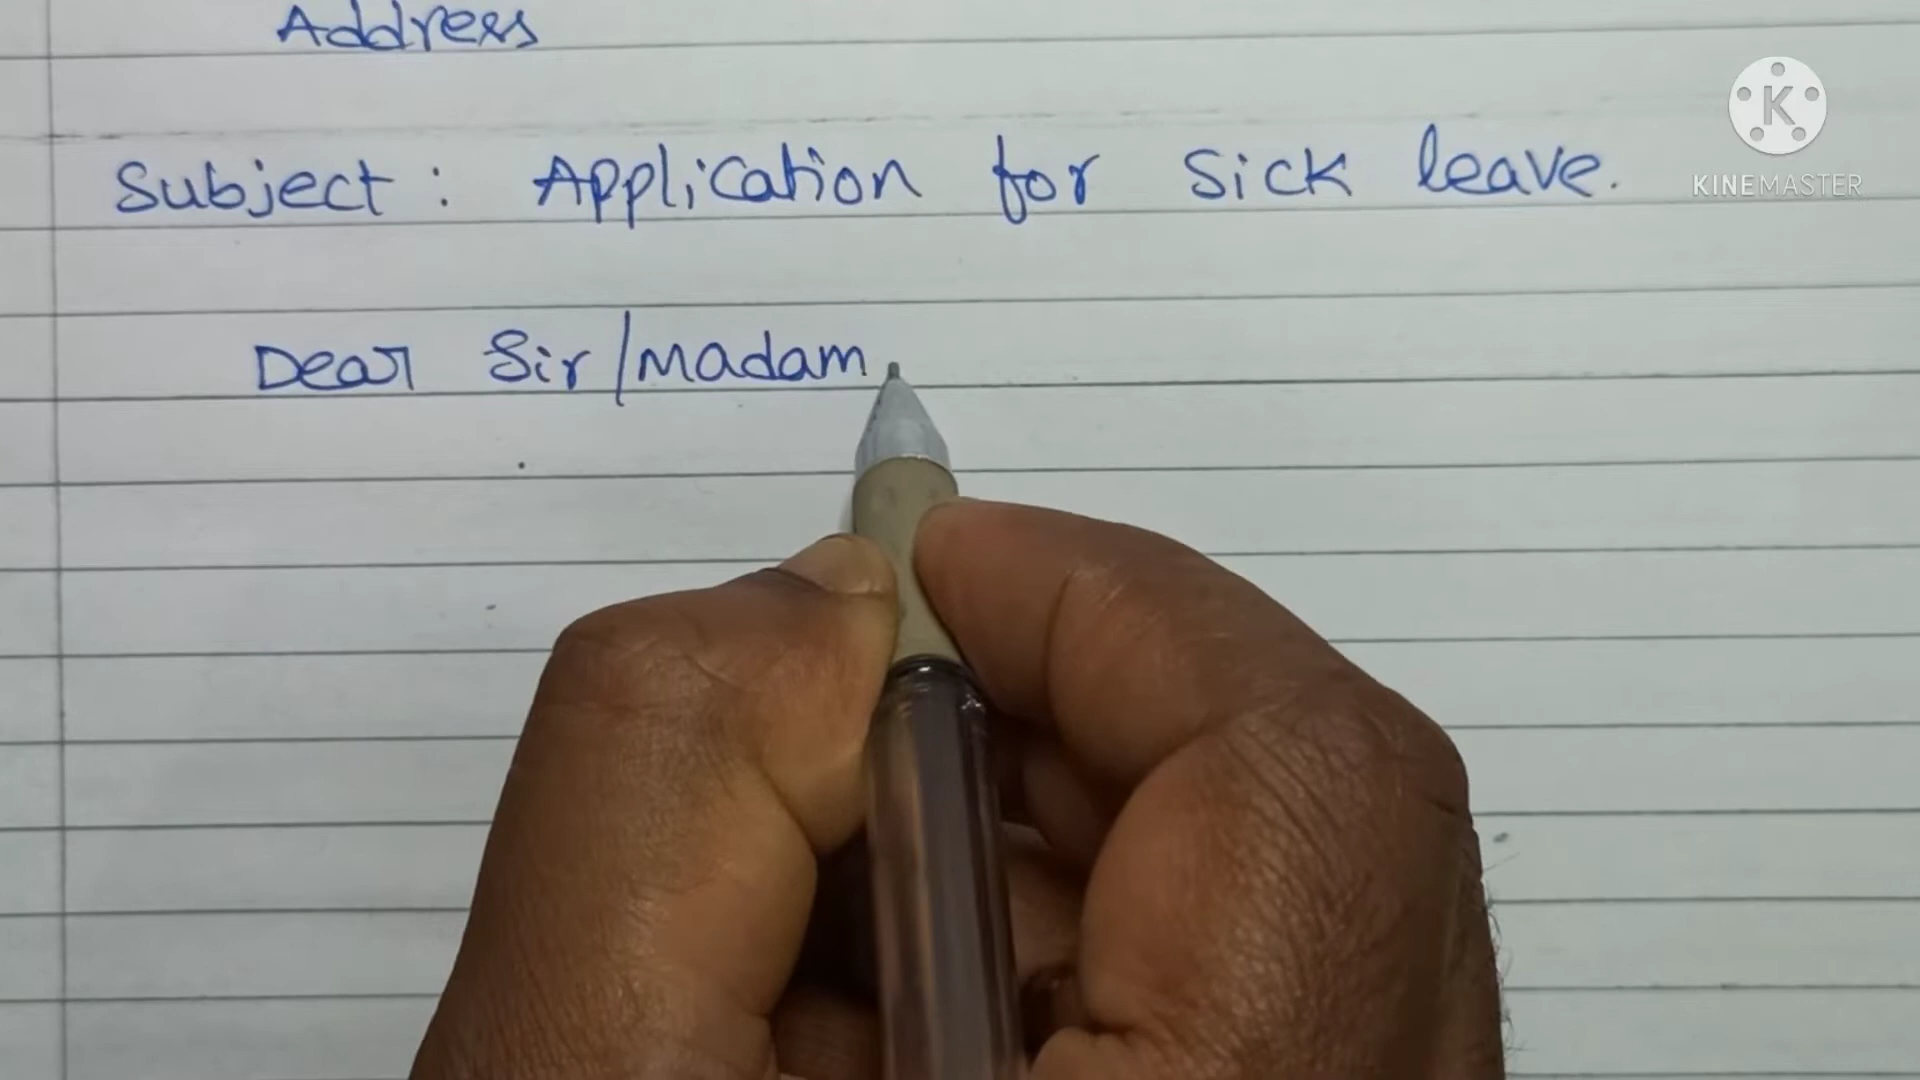 Address
Subject : Application for Sick leave.
Dear Sir/Madam
K
KINEMASTER